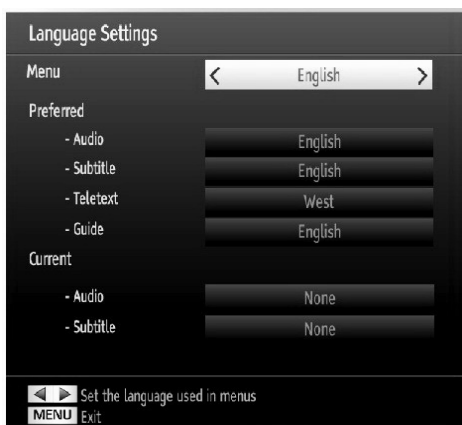 Language Settings
Menu < English >
Preferred
- Audio English
- Subtitle English
- Teletext West
- Guide English
Current
- Audio None
- Subtitle None
Set the language used in menus
MENU Exit